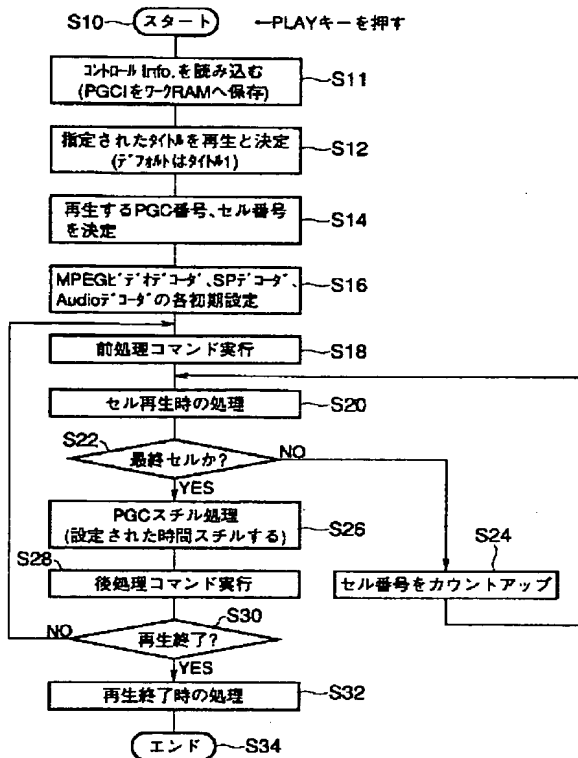 S10 スタート ←PLAYキーを押す
コントロール Info.を読み込む
(PGCIをワークRAMへ保存)
S11
指定されたタイトルを再生と決定
(デフォルトはタイトル1)
S12
再生するPGC番号、セル番号
を決定
S14
MPEGビデオデコーダ、SPデコーダ、
Audioデコーダの各初期設定
S16
前処理コマンド実行 S18
セル再生時の処理 S20
S22
最終セルか?
NO
YES
PGCスチル処理
(設定された時間スチルする)
S26
S24
セル番号をカウントアップ
S28
後処理コマンド実行
S30
再生終了?
NO
YES
再生終了時の処理 S32
エンド S34